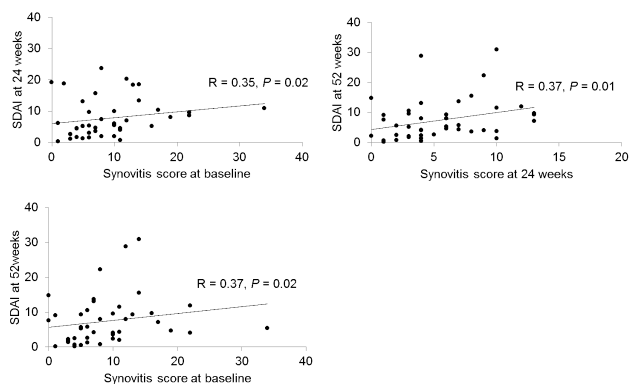 40
30
20
10
0
SDAI at 24 weeks
R = 0.35, P = 0.02
0 10 20 30 40
Synovitis score at baseline
40
30
20
10
0
SDAI at 52 weeks
R = 0.37, P = 0.01
0 5 10 15 20
Synovitis score at 24 weeks
40
30
20
10
0
SDAI at 52weeks
R = 0.37, P = 0.02
0 10 20 30 40
Synovitis score at baseline